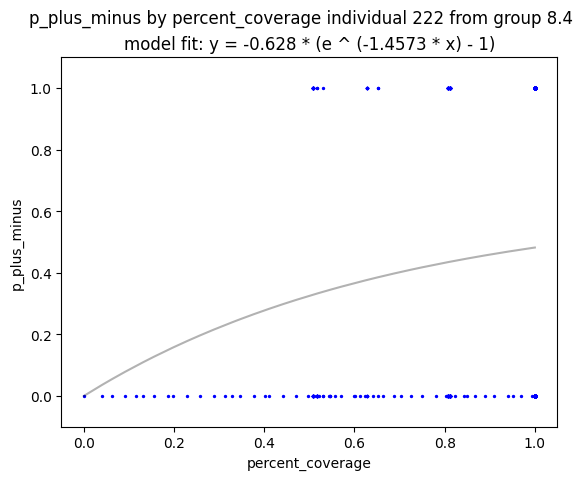 p_plus_minus by percent_coverage individual 222 from group 8.4
model fit: y = -0.628 * (e ^ (-1.4573 * x) - 1)
1.0
0.8
0.6
0.4
0.2
0.0
p_plus_minus
0.0 0.2 0.4 0.6 0.8 1.0
percent_coverage